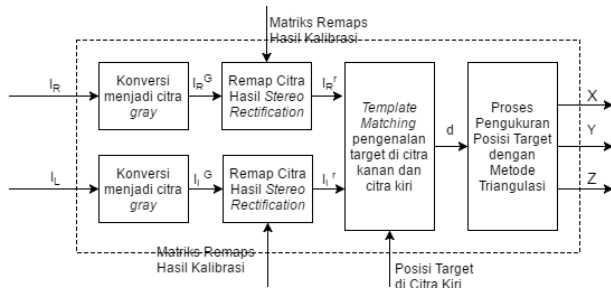 Matriks Remaps
Hasil Kalibrasi
I_R
Konversi
menjadi citra
gray
I_R^G
Remap Citra
Hasil Stereo
Rectification
I_R^r
Template
Matching
pengenalan
target di citra
kanan dan
citra kiri
d
Proses
Pengukuran
Posisi Target
dengan
Metode
Triangulasi
X
Y
Z
I_L
Konversi
menjadi citra
gray
I_l^G
Remap Citra
Hasil Stereo
Rectification
I_l^r
Matriks Remaps
Hasil Kalibrasi
Posisi Target
di Citra Kiri